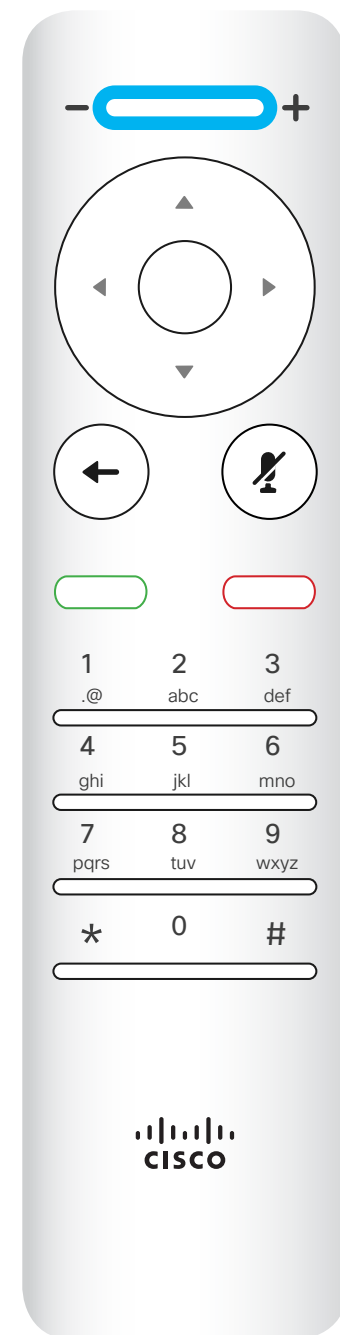 - +
1 2 3
.@ abc def
4 5 6
ghi jkl mno
7 8 9
pqrs tuv wxyz
* 0 #
CISCO